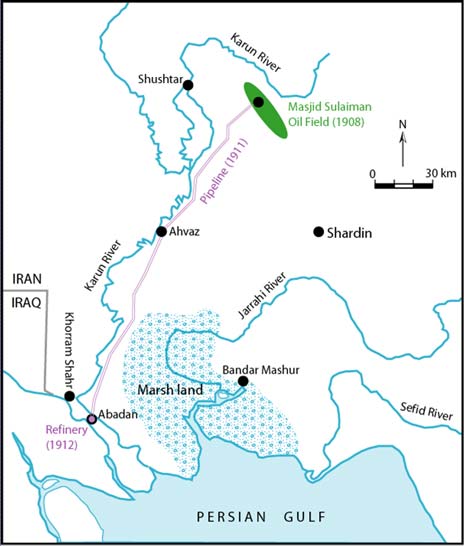 Karun River
Shushtar
Masjid Sulaiman
Oil Field (1908)
N
0 30 km
Pipeline (1911)
Ahvaz
Shardin
Karun River
IRAN
IRAQ
Jarrahi River
Khorram Shahr
Bandar Mashur
Marsh land
Abadan
Sefid River
Refinery
(1912)
PERSIAN GULF